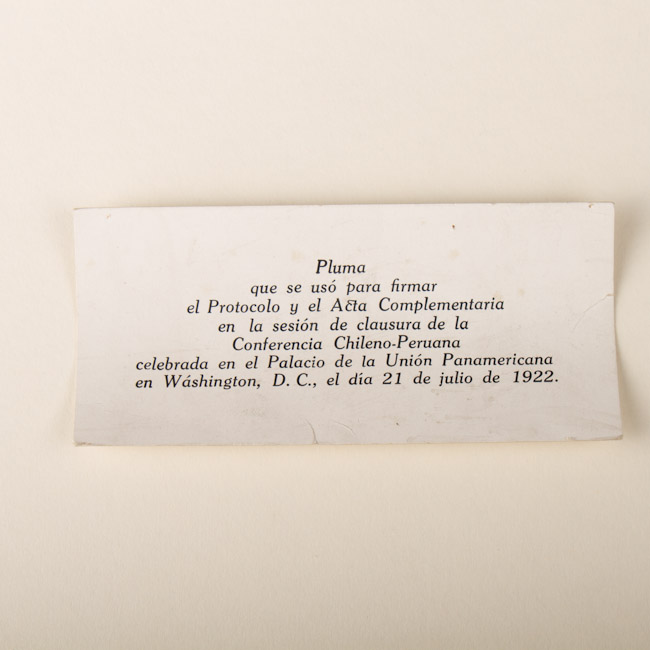 Pluma
que se usó para firmar
el Protocolo y el Acta Complementaria
en la sesión de clausura de la
Conferencia Chileno-Peruana
celebrada en el Palacio de la Unión Panamericana
en Wáshington, D. C., el día 21 de julio de 1922.